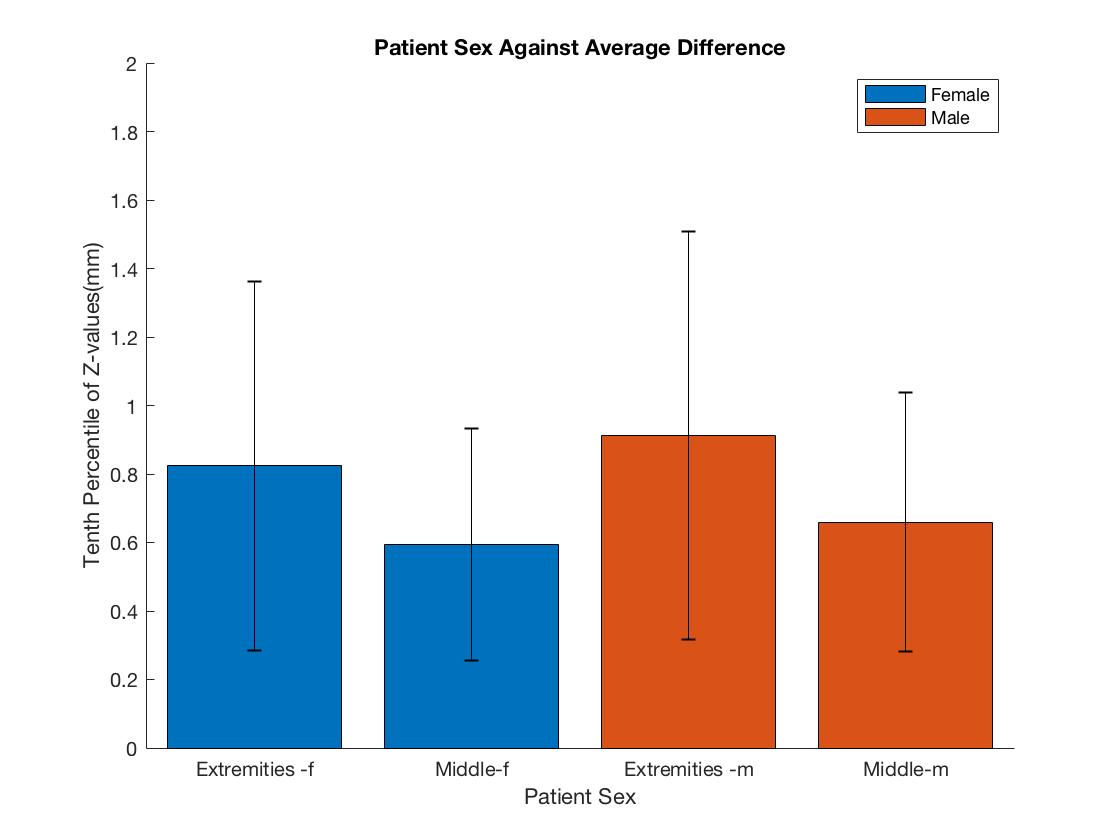 Patient Sex Against Average Difference
Female
Male
Tenth Percentile of Z-values(mm)
2
1.8
1.6
1.4
1.2
1
0.8
0.6
0.4
0.2
0
Extremities -f
Middle-f
Extremities -m
Middle-m
Patient Sex